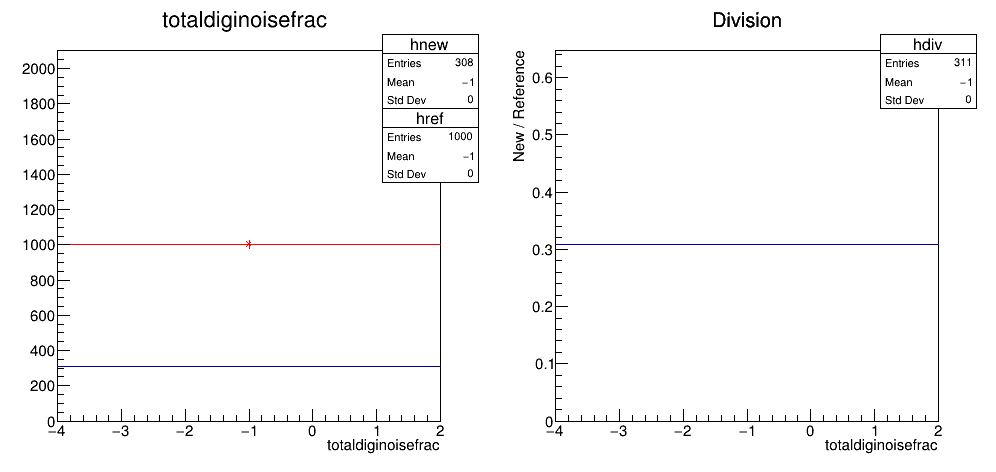 totaldiginoisefrac
hnew
Entries 308
Mean −1
Std Dev 0
href
Entries 1000
Mean −1
Std Dev 0
2000
1800
1600
1400
1200
1000
800
600
400
200
0
−4 −3 −2 −1 0 1 2
totaldiginoisefrac
Division
hdiv
Entries 311
Mean −1
Std Dev 0
New / Reference
0.6
0.5
0.4
0.3
0.2
0.1
0
−4 −3 −2 −1 0 1 2
totaldiginoisefrac